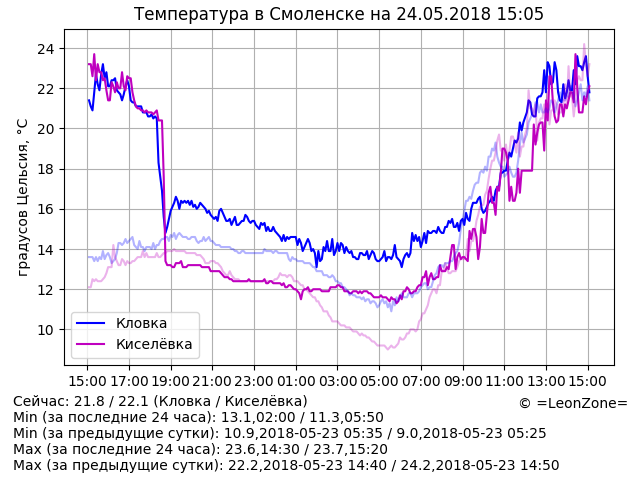 Температура в Смоленске на 24.05.2018 15:05
градусов Цельсия, °C
24
22
20
18
16
14
12
10
Кловка
Киселёвка
15:00 17:00 19:00 21:00 23:00 01:00 03:00 05:00 07:00 09:00 11:00 13:00 15:00
Сейчас: 21.8 / 22.1 (Кловка / Киселёвка)
© =LeonZone=
Min (за последние 24 часа): 13.1,02:00 / 11.3,05:50
Min (за предыдущие сутки): 10.9,2018-05-23 05:35 / 9.0,2018-05-23 05:25
Max (за последние 24 часа): 23.6,14:30 / 23.7,15:20
Max (за предыдущие сутки): 22.2,2018-05-23 14:40 / 24.2,2018-05-23 14:50